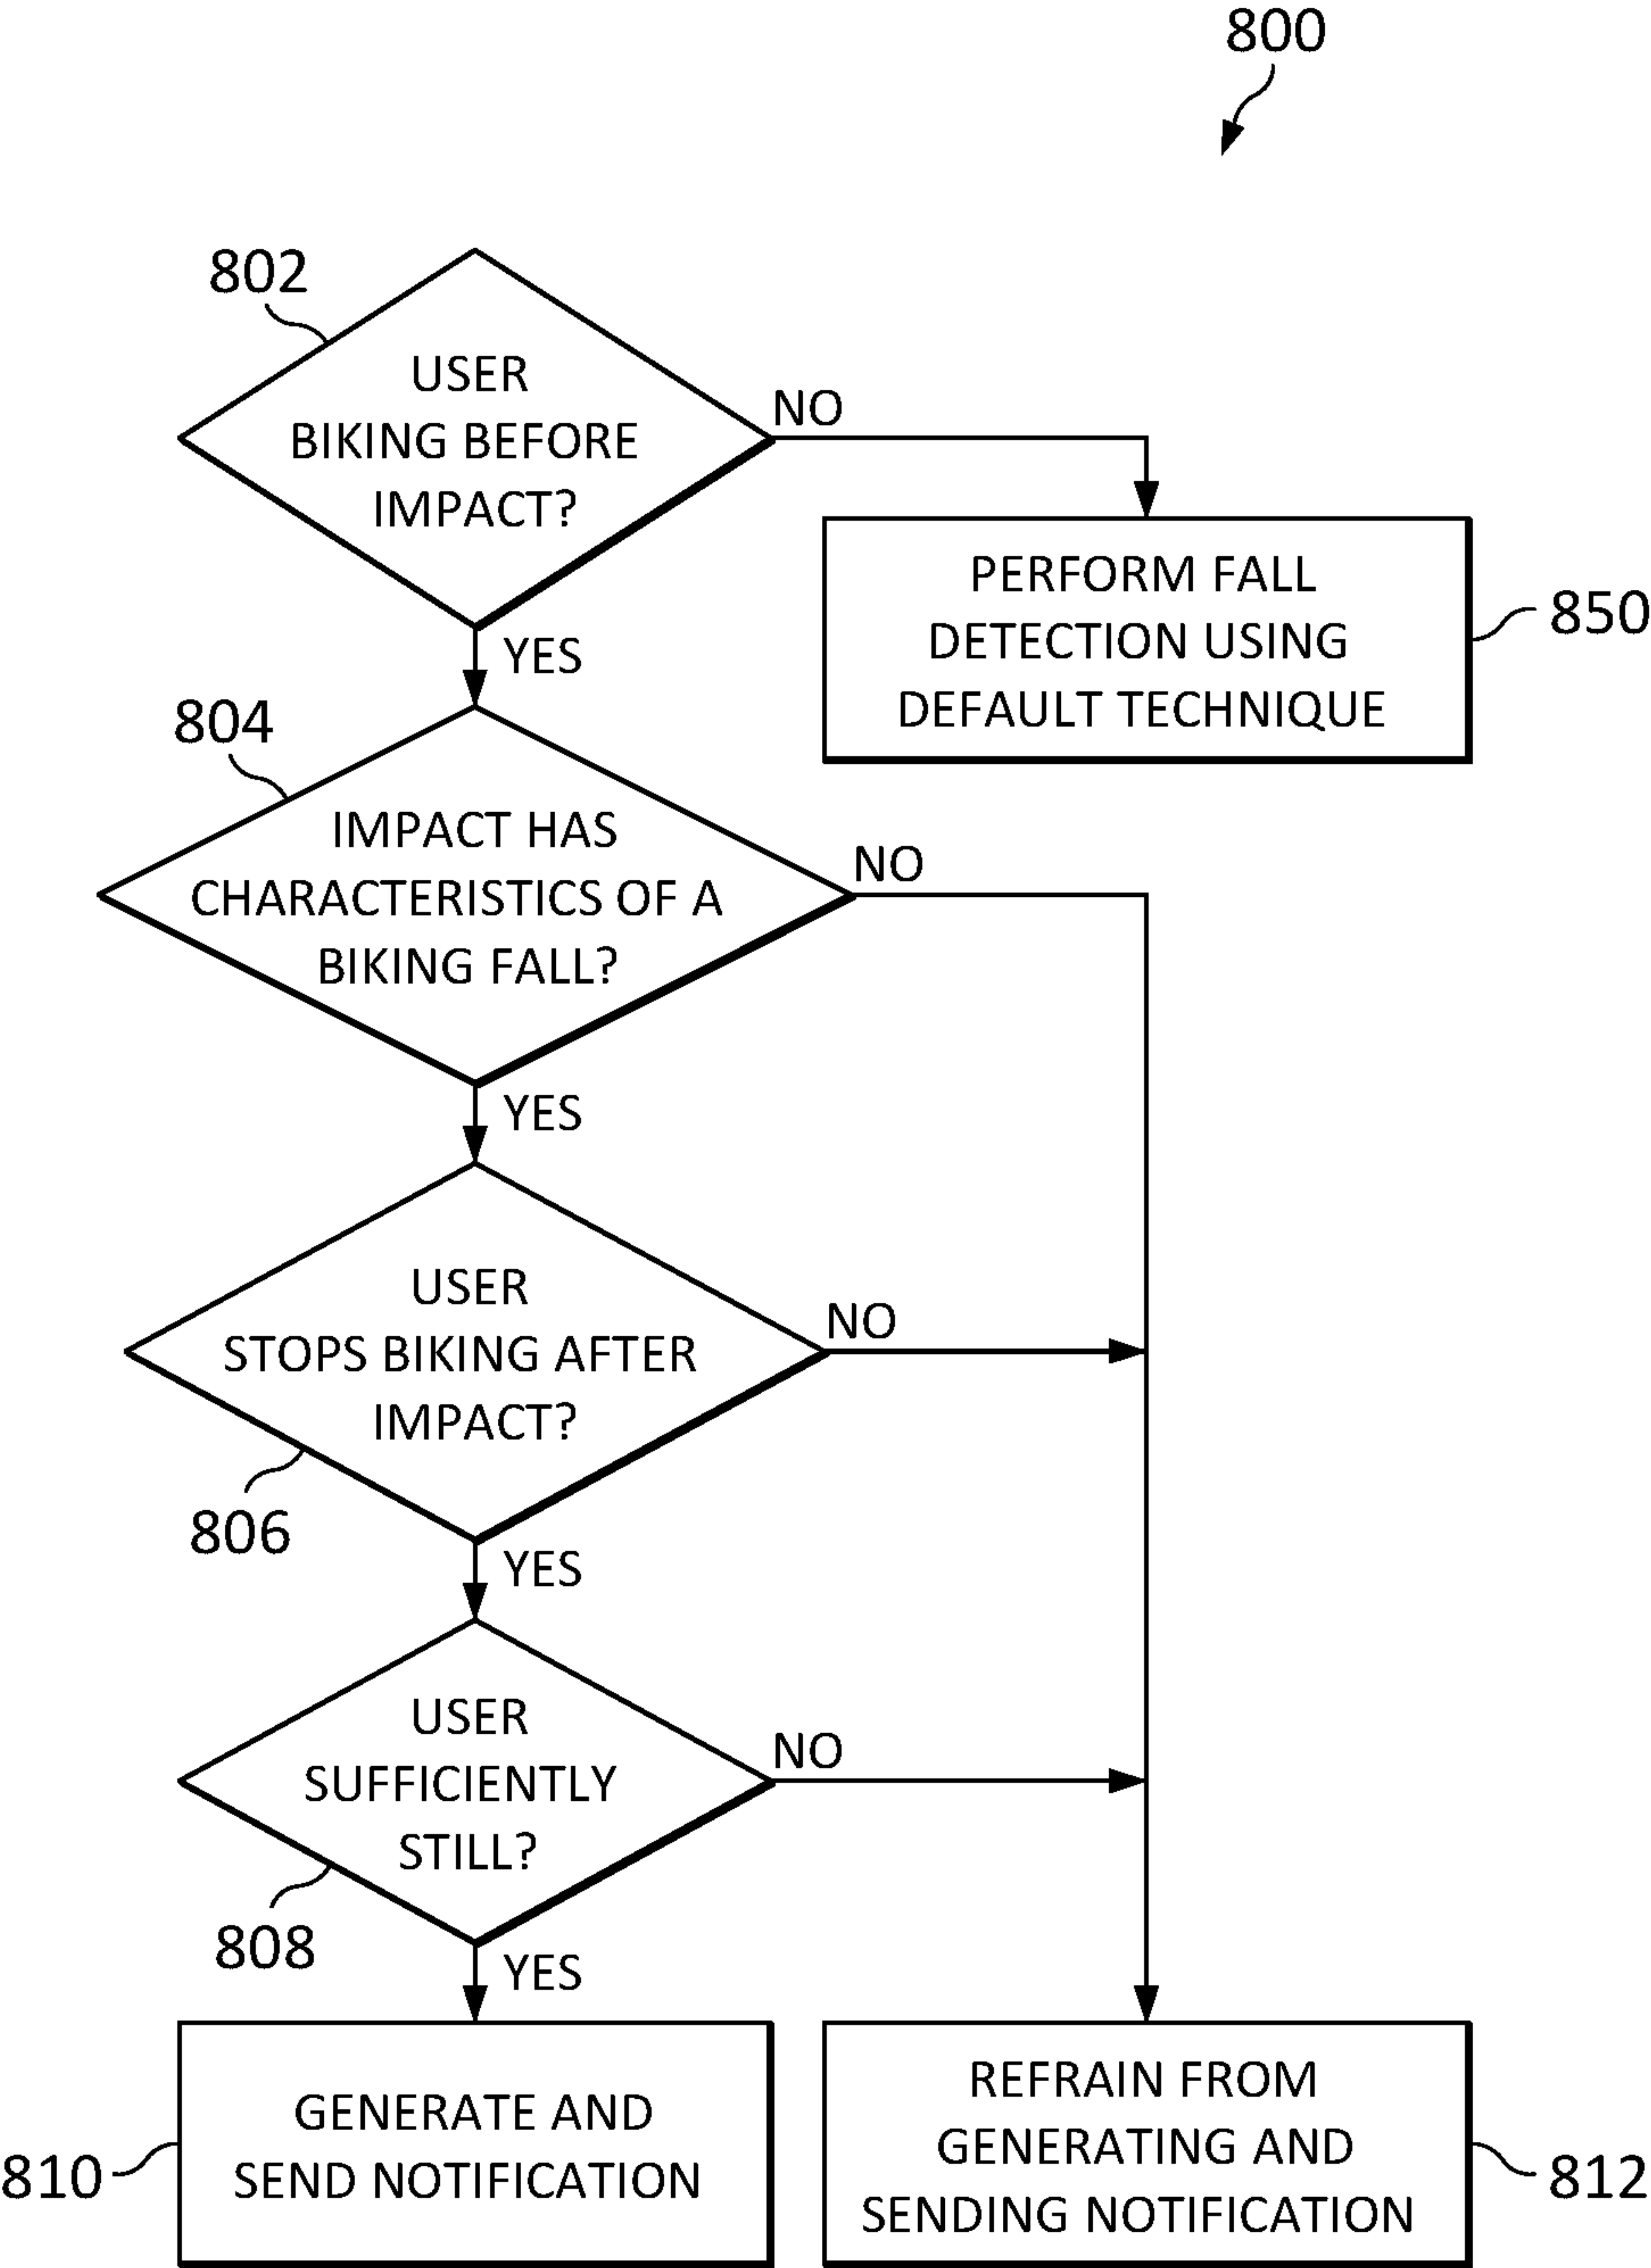 800
802
USER
BIKING BEFORE
IMPACT?
NO
YES
PERFORM FALL
DETECTION USING
DEFAULT TECHNIQUE
850
804
IMPACT HAS
CHARACTERISTICS OF A
BIKING FALL?
NO
YES
USER
STOPS BIKING AFTER
IMPACT?
NO
806
YES
USER
SUFFICIENTLY
STILL?
NO
808
YES
GENERATE AND
SEND NOTIFICATION
810
REFRAIN FROM
GENERATING AND
SENDING NOTIFICATION
812